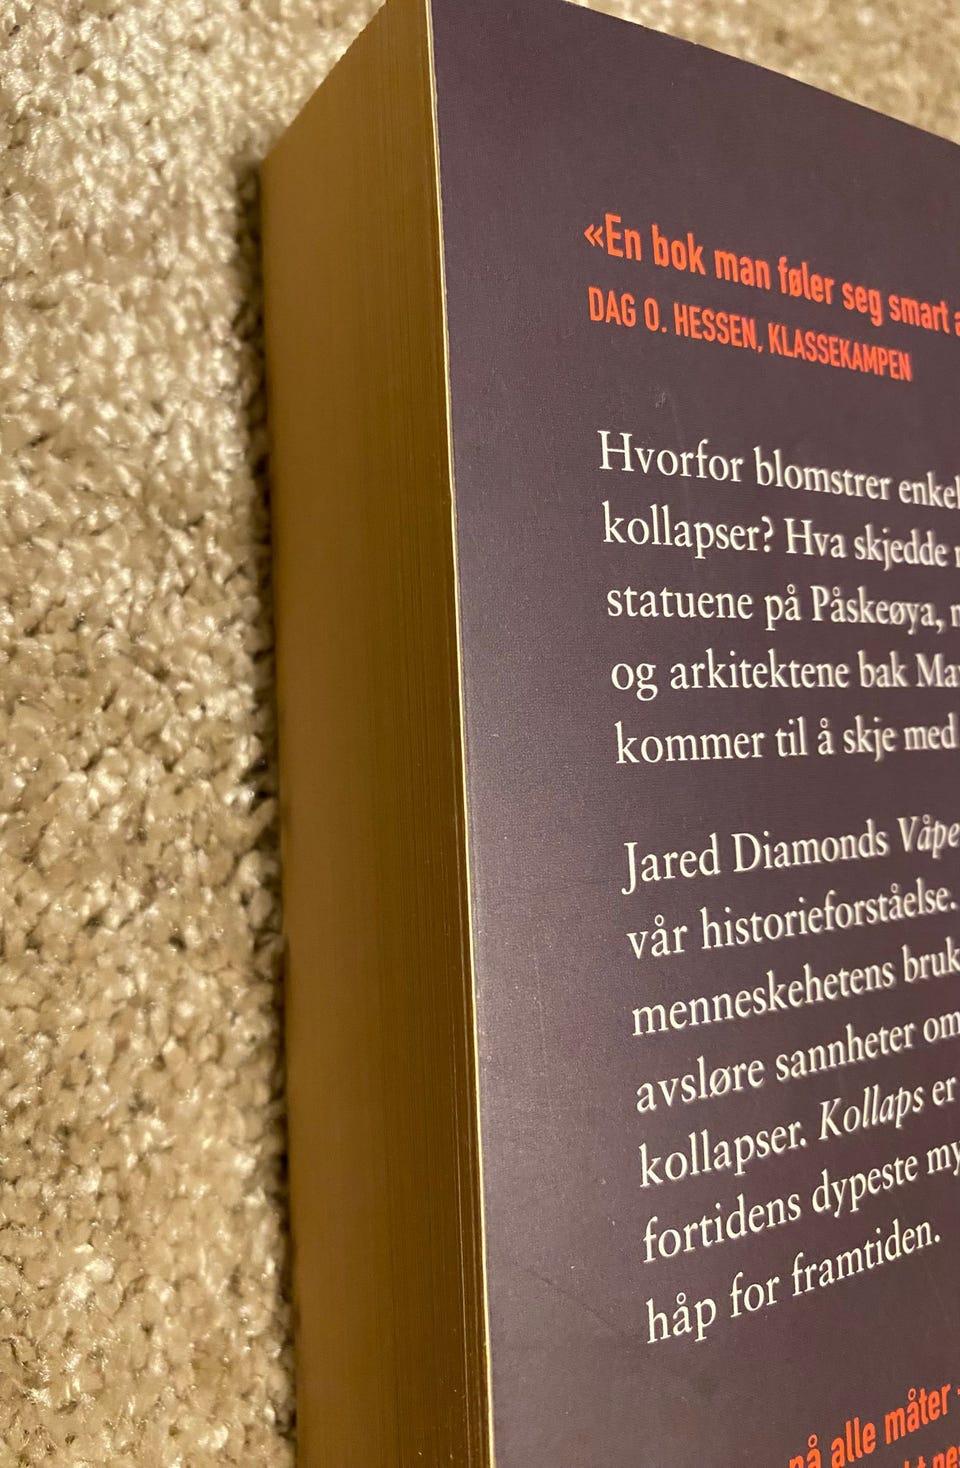 «En bok man føler seg smart
DAG O. HESSEN, KLASSEKAMPEN
Hvorfor blomstrer
kollapser? Hva skjedde
statuene på Påskeøya,
og arkitektene bak
kommer til å skje med
Jared Diamonds
vår historieforståelse.
menneskehetens
avsløre sannheter om
kollapser. Kollaps er
fortidens dypeste
håp for framtiden.
på alle måter